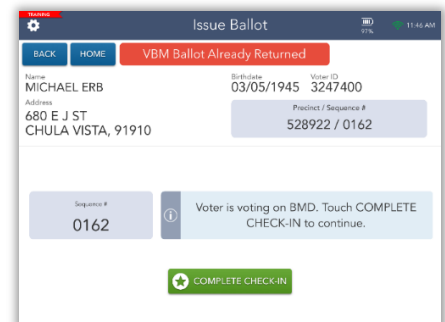 TRAINING
Issue Ballot
97%
11:46 AM
BACK
HOME
VBM Ballot Already Returned
Name
MICHAEL ERB
Birthdate
03/05/1945
Voter ID
3247400
Address
680 E J ST
CHULA VISTA, 91910
Precinct / Sequence #
528922 / 0162
Sequence #
0162
Voter is voting on BMD. Touch COMPLETE
CHECK-IN to continue.
COMPLETE CHECK-IN